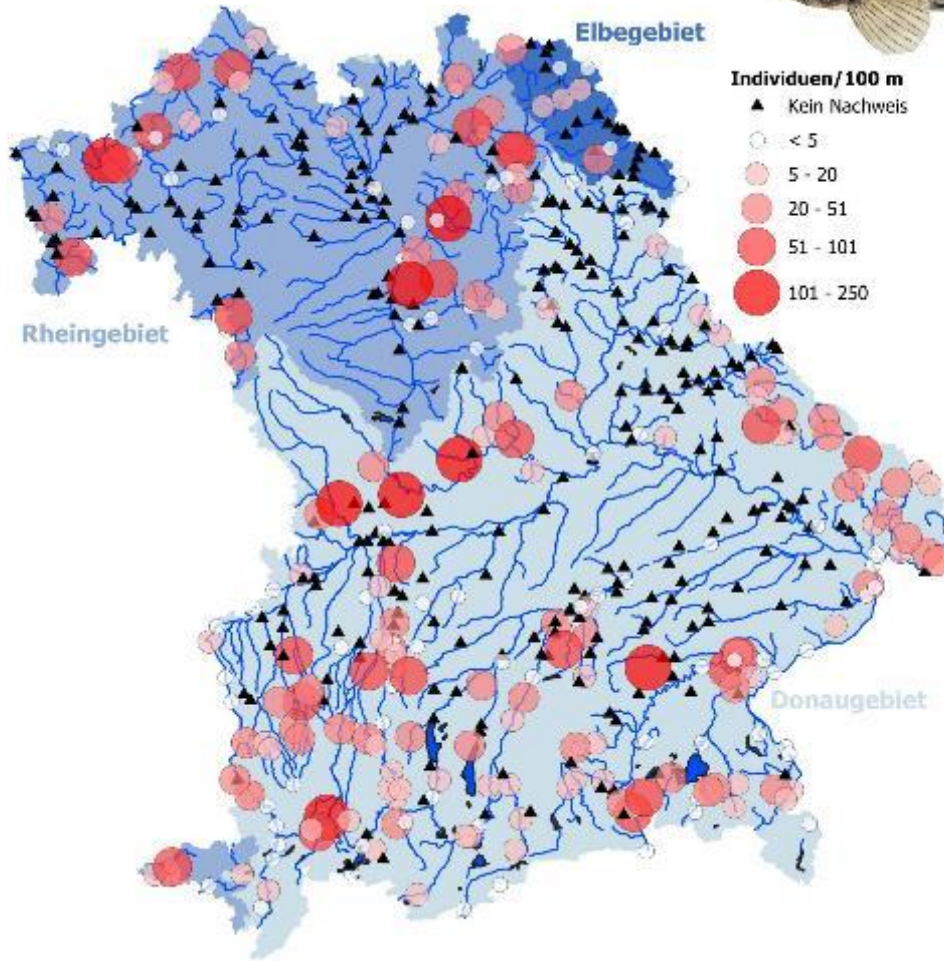 Elbegebiet
Individuen/100 m
Kein Nachweis
< 5
5 - 20
20 - 51
51 - 101
101 - 250
Rheingebiet
Donaugebiet